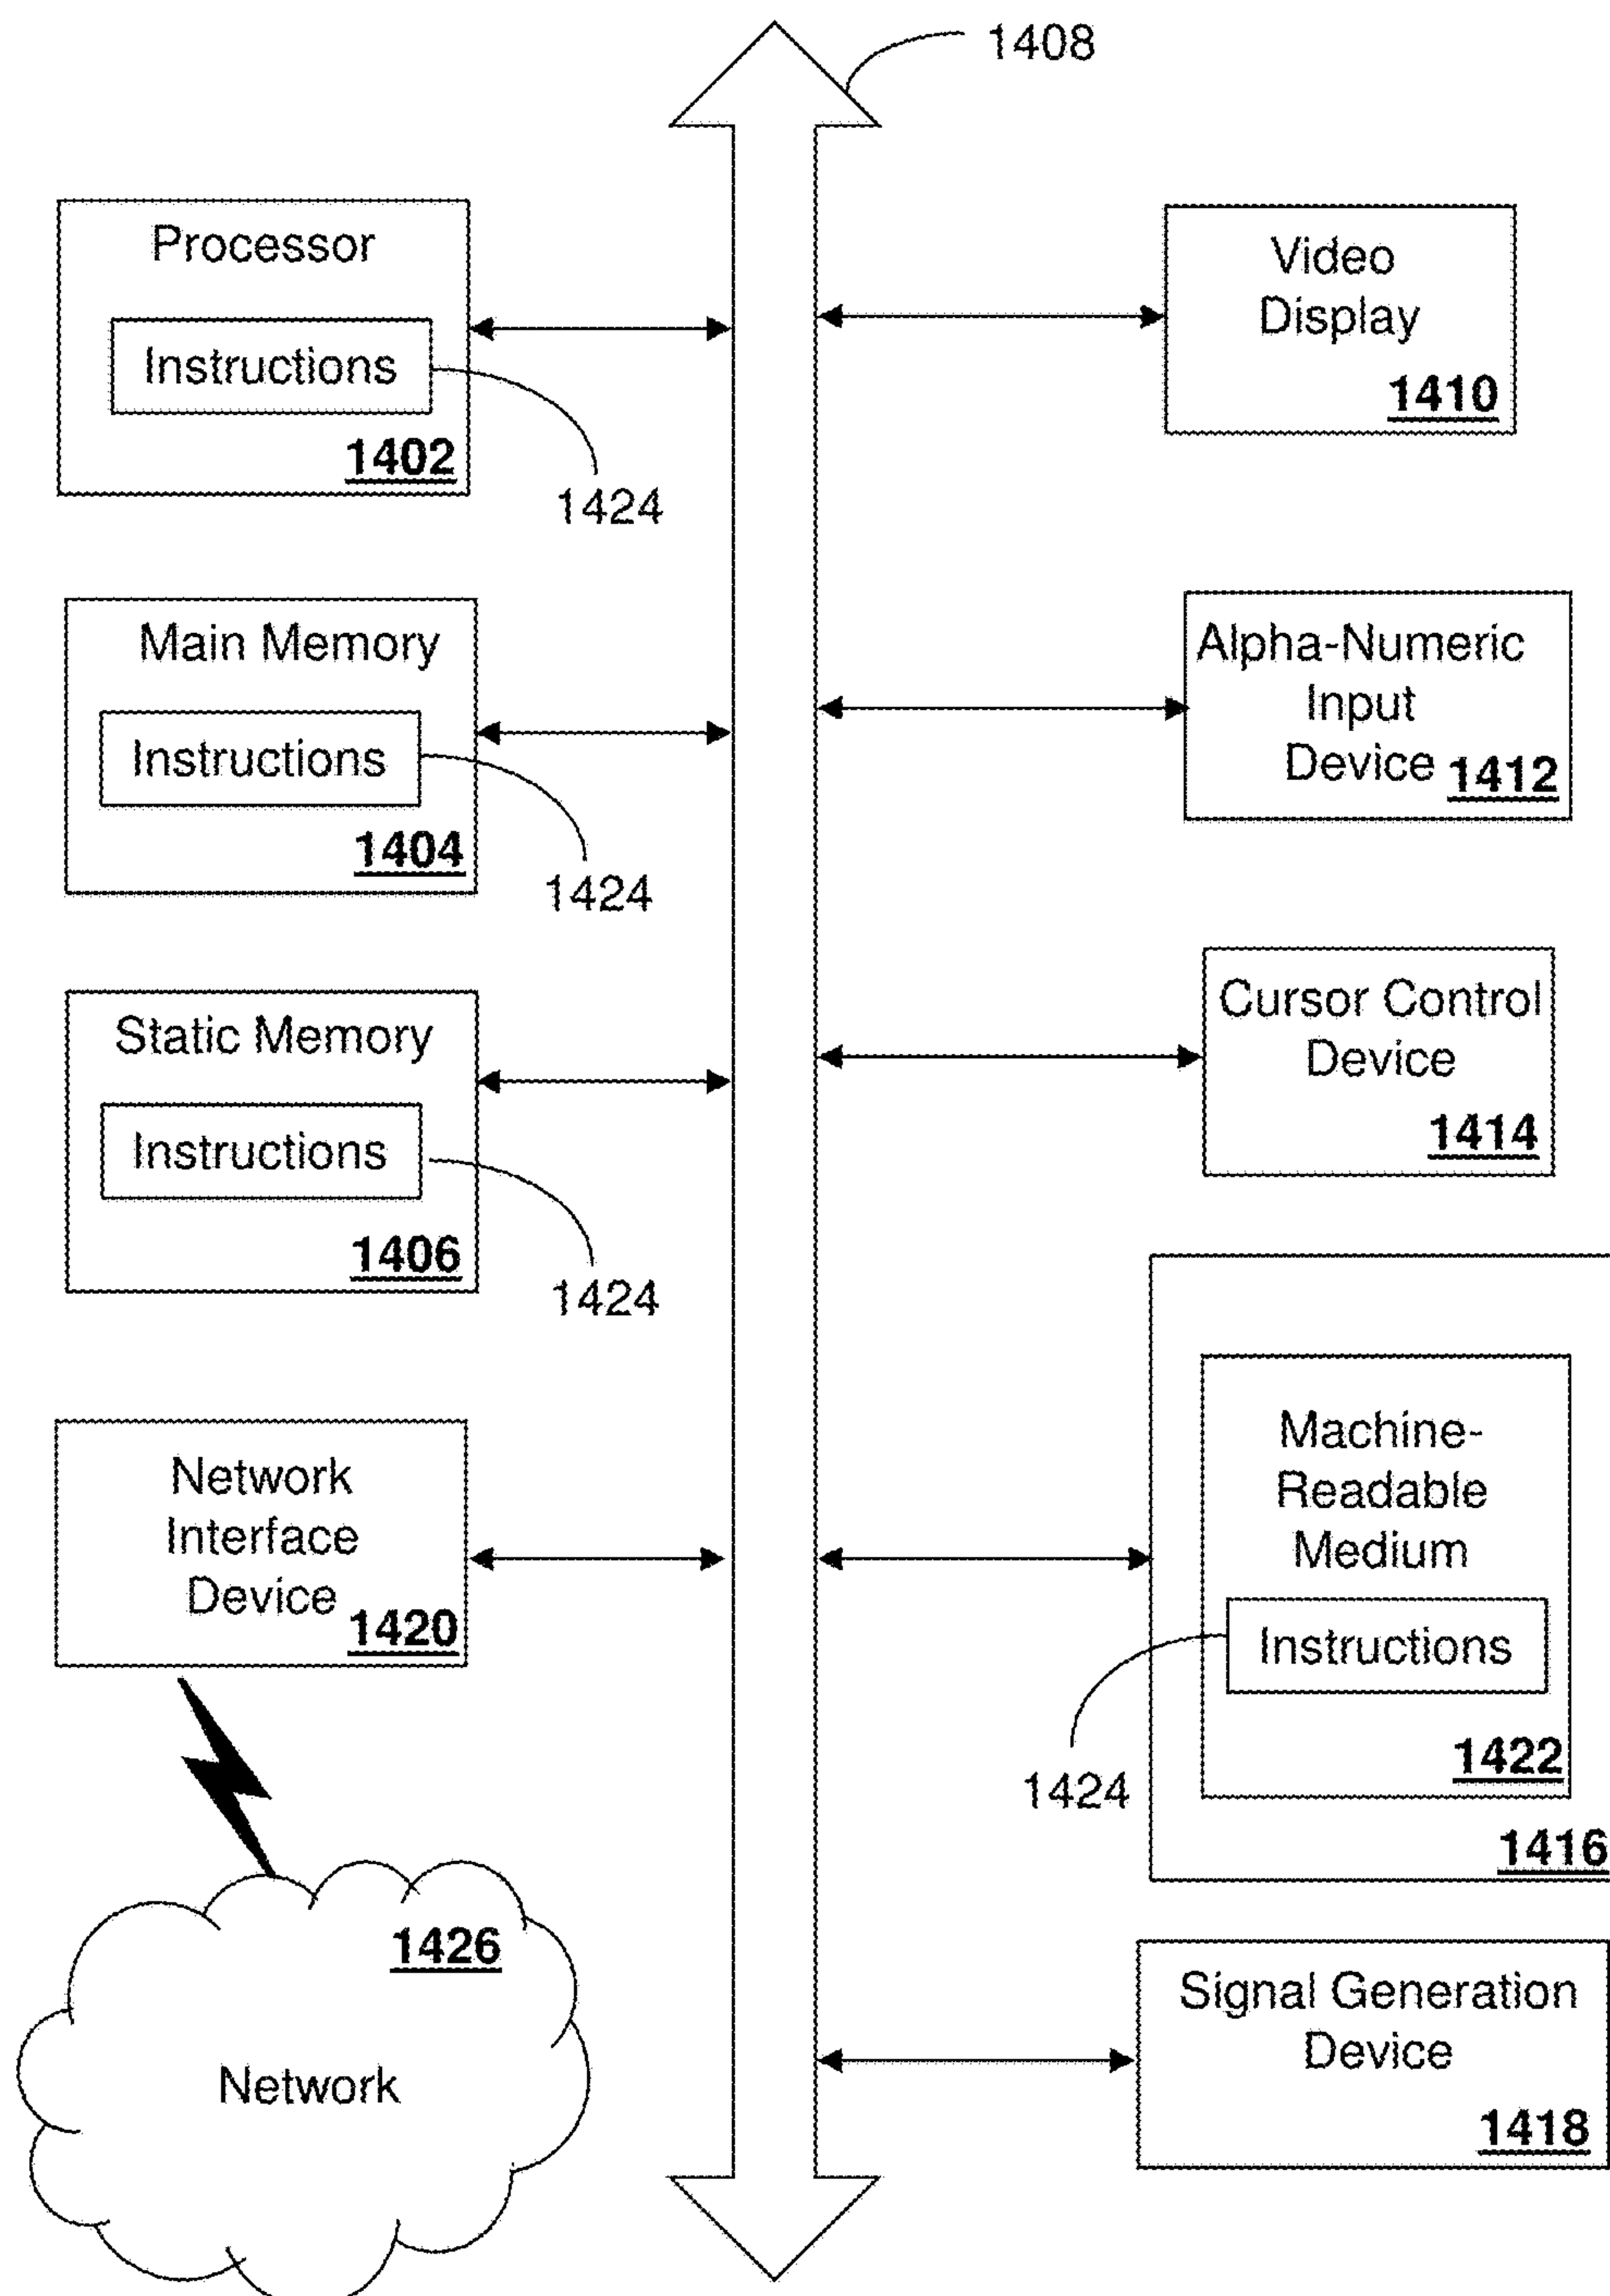 1408
Processor
Instructions
1402
1424
Main Memory
Instructions
1404
1424
Static Memory
Instructions
1406
1424
Network
Interface
Device
1420
1426
Network
Video
Display
1410
Alpha-Numeric
Input
Device
1412
Cursor Control
Device
1414
Machine-
Readable
Medium
Instructions
1424
1422
1416
Signal Generation
Device
1418